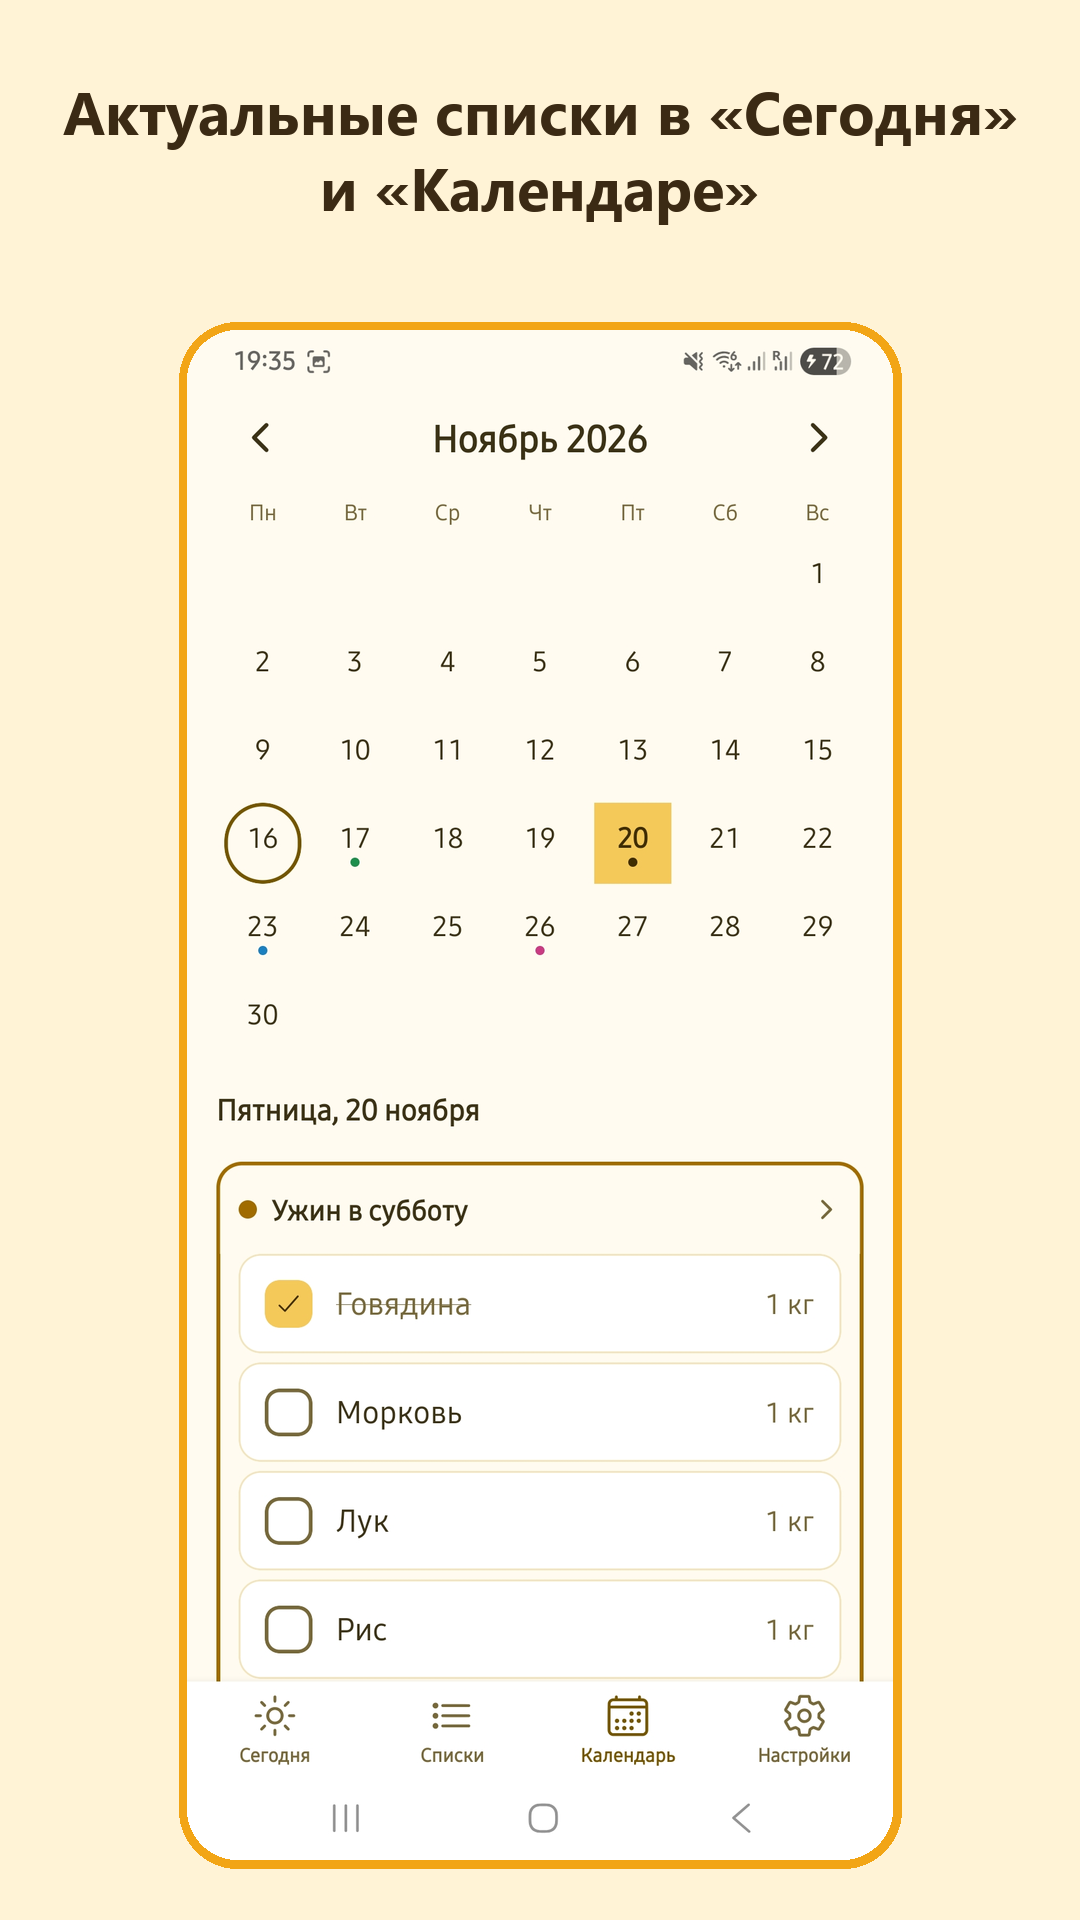 Актуальные списки в «Сегодня»
и «Календаре»
19:35 72
Ноябрь 2026
Пн Вт Ср Чт Пт Сб Вс
1
2 3 4 5 6 7 8
9 10 11 12 13 14 15
16 17 18 19 20 21 22
23 24 25 26 27 28 29
30
Пятница, 20 ноября
Ужин в субботу
Говядина 1 кг
Морковь 1 кг
Лук 1 кг
Рис 1 кг
Сегодня Списки Календарь Настройки